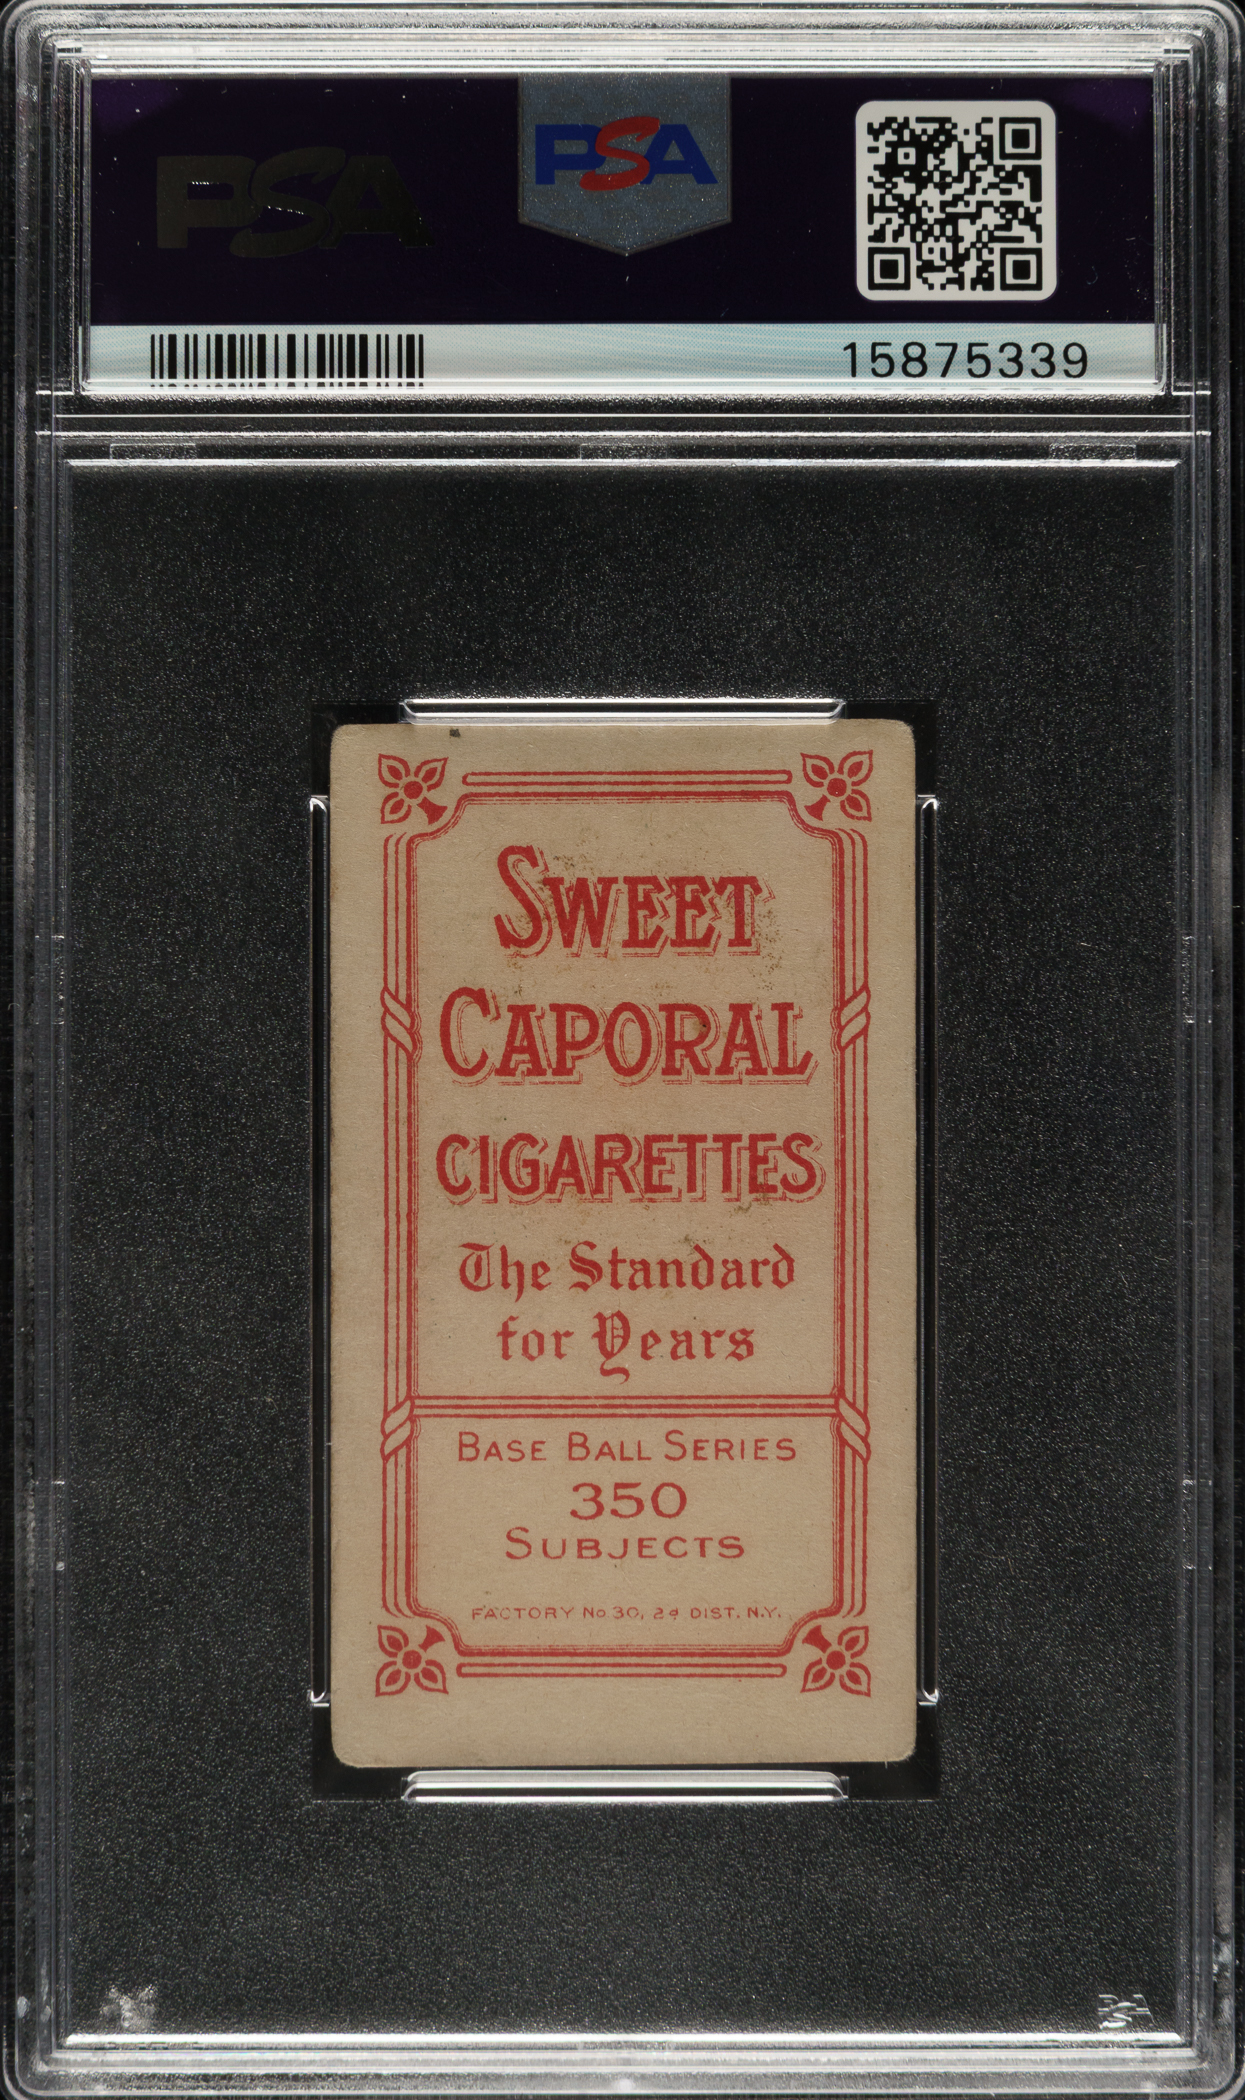 PSA
PSA
15875339
SWEET
CAPORAL
CIGARETTES
The Standard
for Years
BASE BALL SERIES
350
SUBJECTS
FACTORY No 30, 2d DIST. N.Y.
PSA